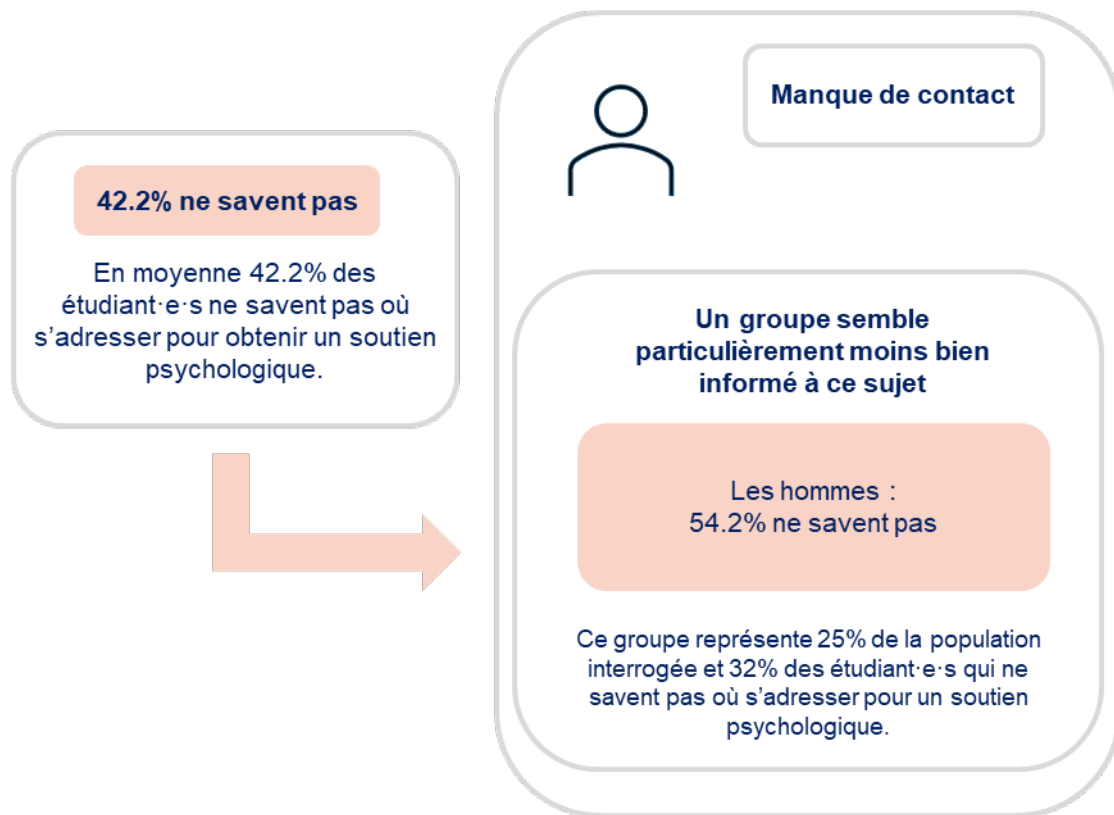 42.2% ne savent pas
En moyenne 42.2% des
étudiant·e·s ne savent pas où
s’adresser pour obtenir un soutien
psychologique.
Manque de contact
Un groupe semble
particulièrement moins bien
informé à ce sujet
Les hommes :
54.2% ne savent pas
Ce groupe représente 25% de la population
interrogée et 32% des étudiant·e·s qui ne
savent pas où s’adresser pour un soutien
psychologique.